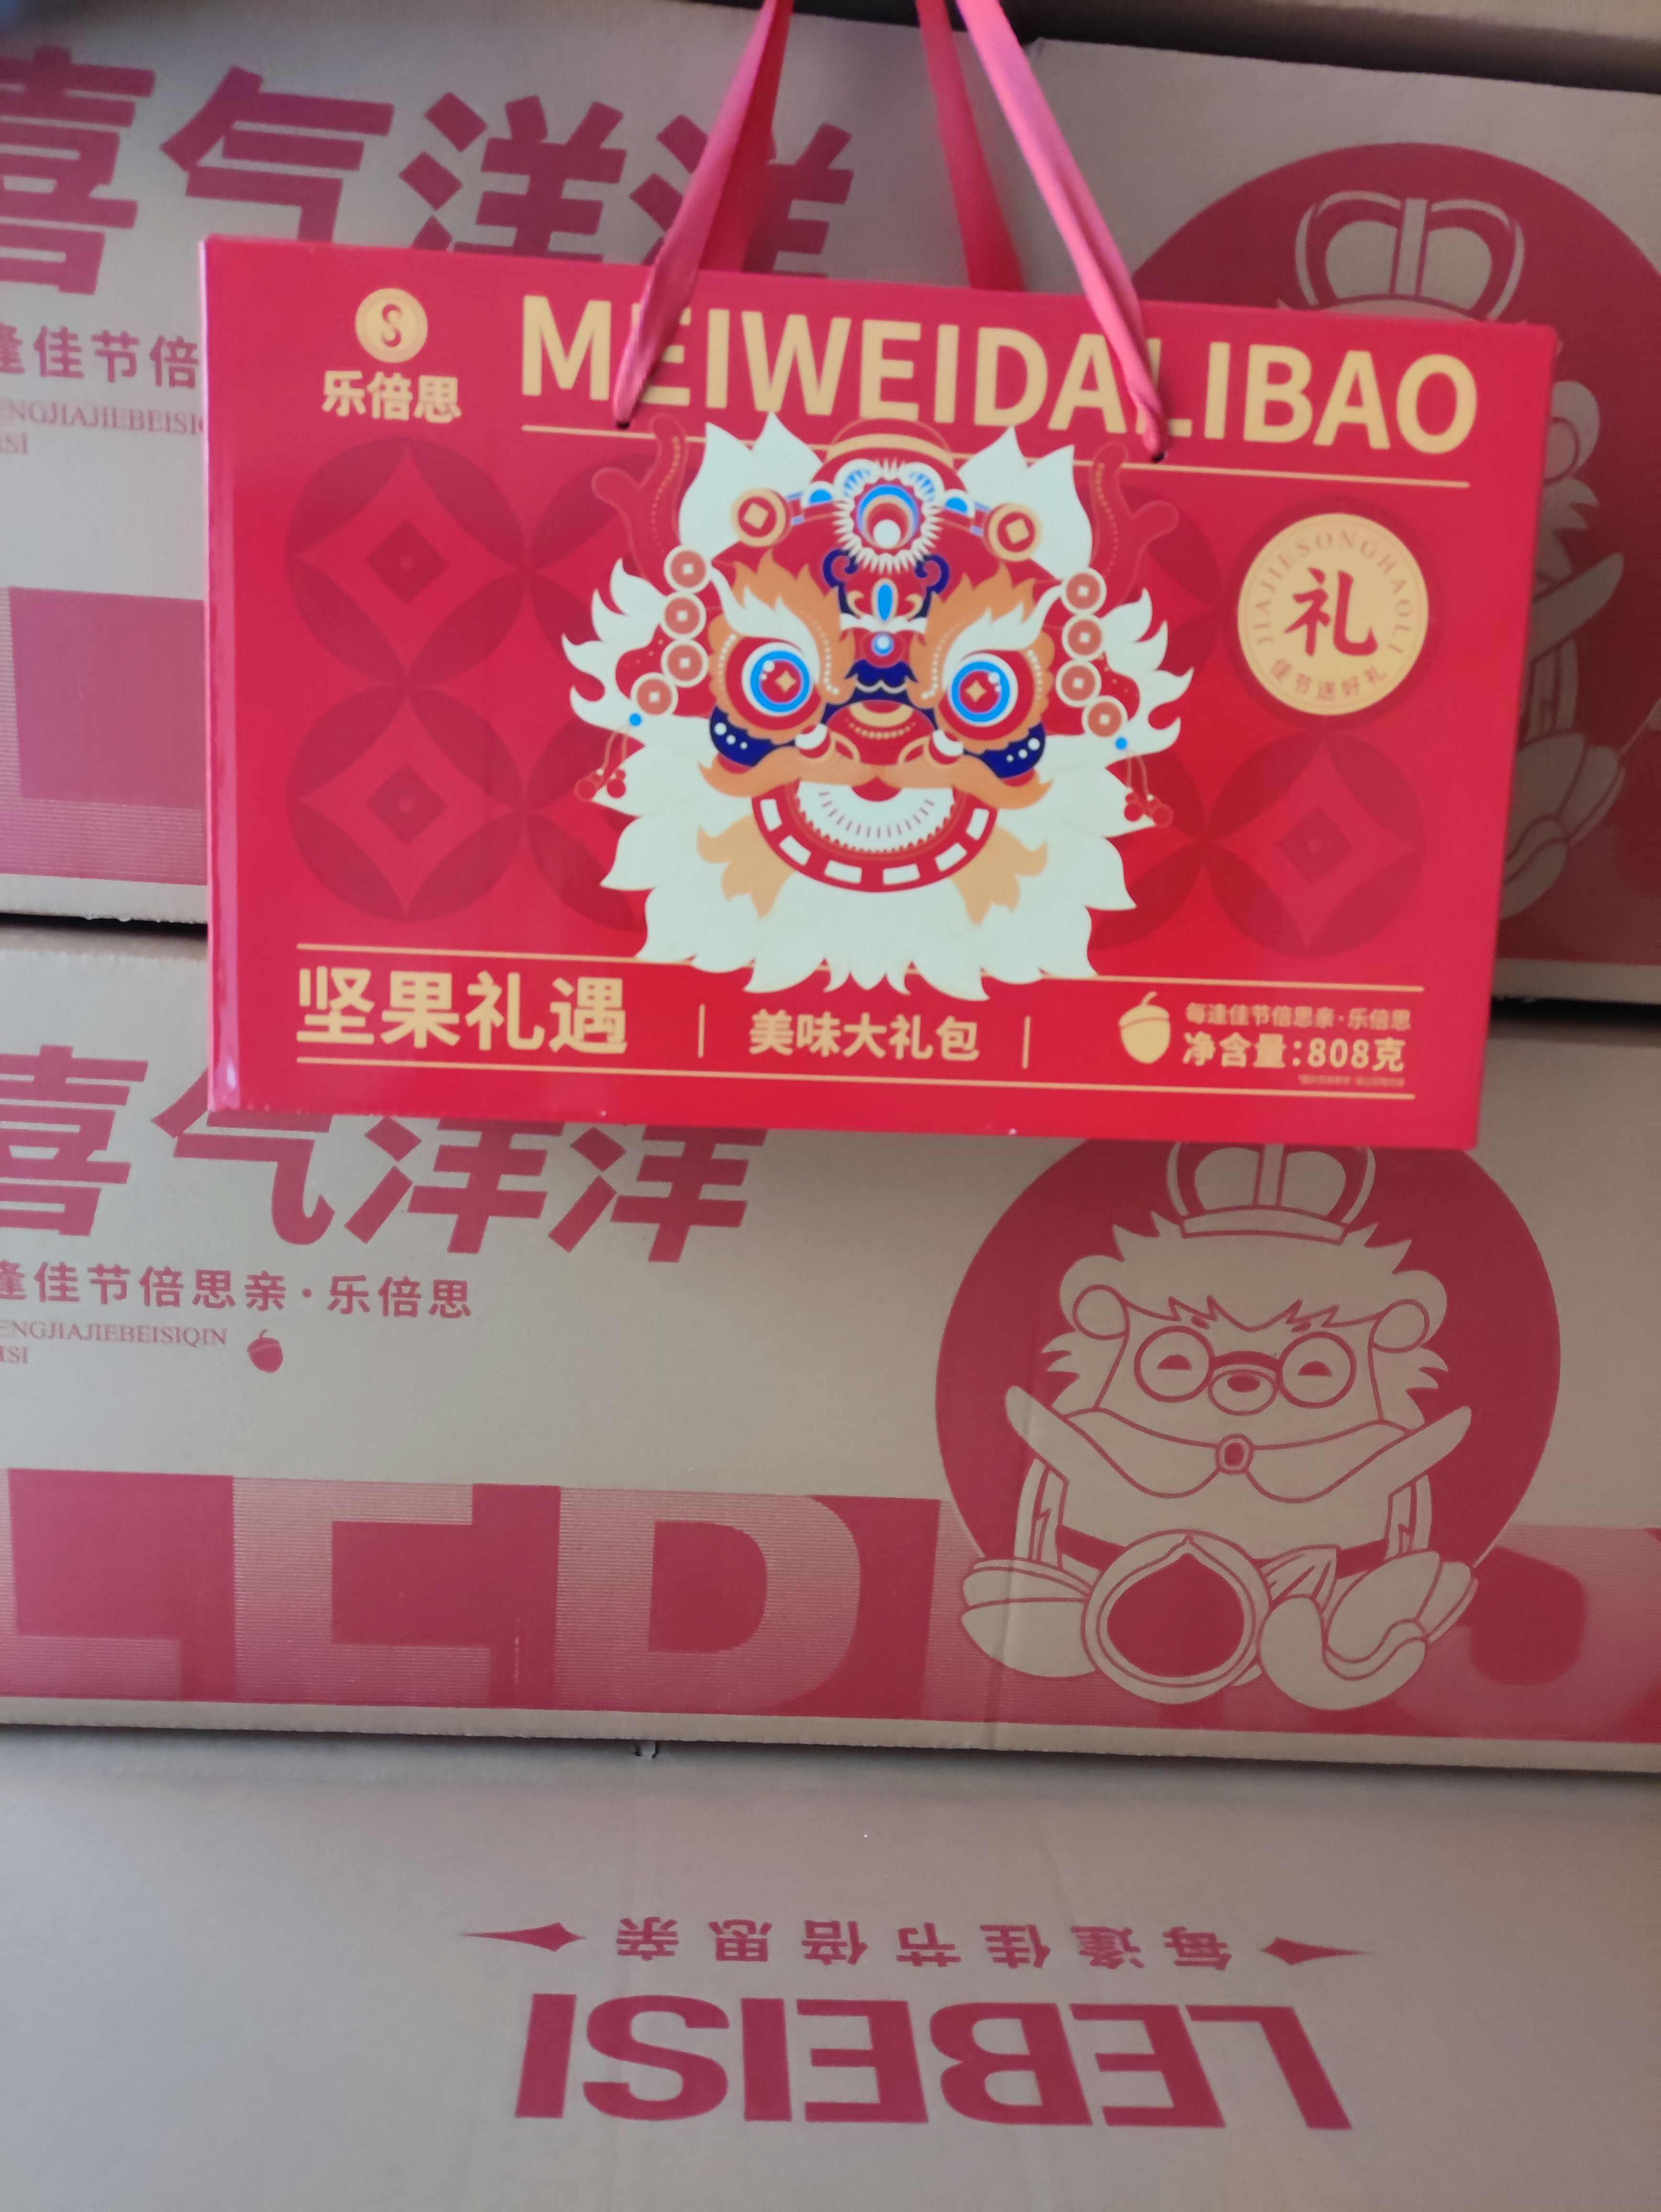 喜气洋洋
逢佳节倍
ENGJIAJIEBEISI
ISI
乐倍思
MEIWEIDALIBAO
JIAJIESONGHAOLI
礼
佳节送好礼
坚果礼遇
美味大礼包
每逢佳节倍思亲·乐倍思
净含量:808克
喜气洋洋
逢佳节倍思亲·乐倍思
ENGJIAJIEBEISIQIN
ISI
每逢佳节倍思亲
LEBEISI